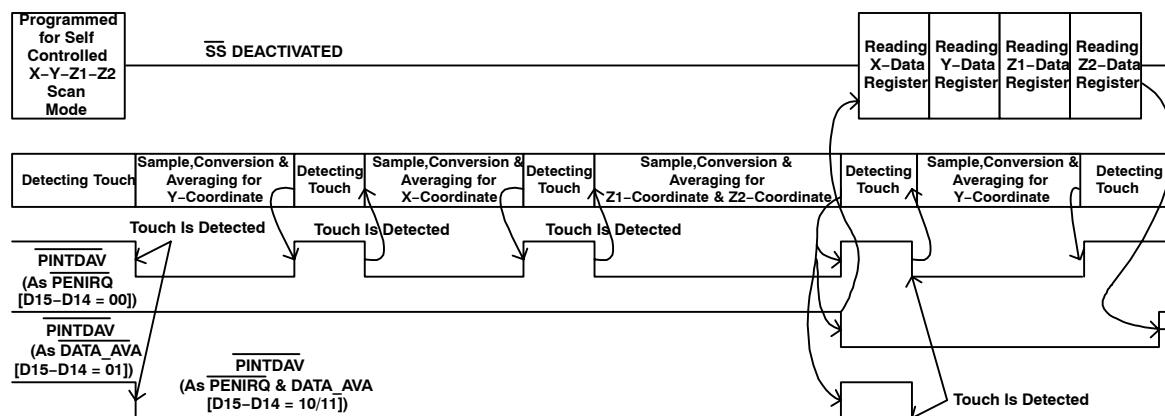 Programmed
for Self
Controlled
X−Y−Z1−Z2
Scan
Mode
SS DEACTIVATED
Reading
X−Data
Register
Reading
Y−Data
Register
Reading
Z1−Data
Register
Reading
Z2−Data
Register
Detecting Touch
Sample,Conversion &
Averaging for
Y−Coordinate
Detecting
Touch
Sample,Conversion &
Averaging for
X−Coordinate
Detecting
Touch
Sample,Conversion &
Averaging for
Z1−Coordinate & Z2−Coordinate
Detecting
Touch
Sample,Conversion &
Averaging for
Y−Coordinate
Detecting
Touch
Touch Is Detected
Touch Is Detected
Touch Is Detected
PINTDAV
(As PENIRQ
[D15−D14 = 00])
PINTDAV
(As DATA_AVA
[D15−D14 = 01])
PINTDAV
(As PENIRQ & DATA_AVA
[D15−D14 = 10/11])
Touch Is Detected